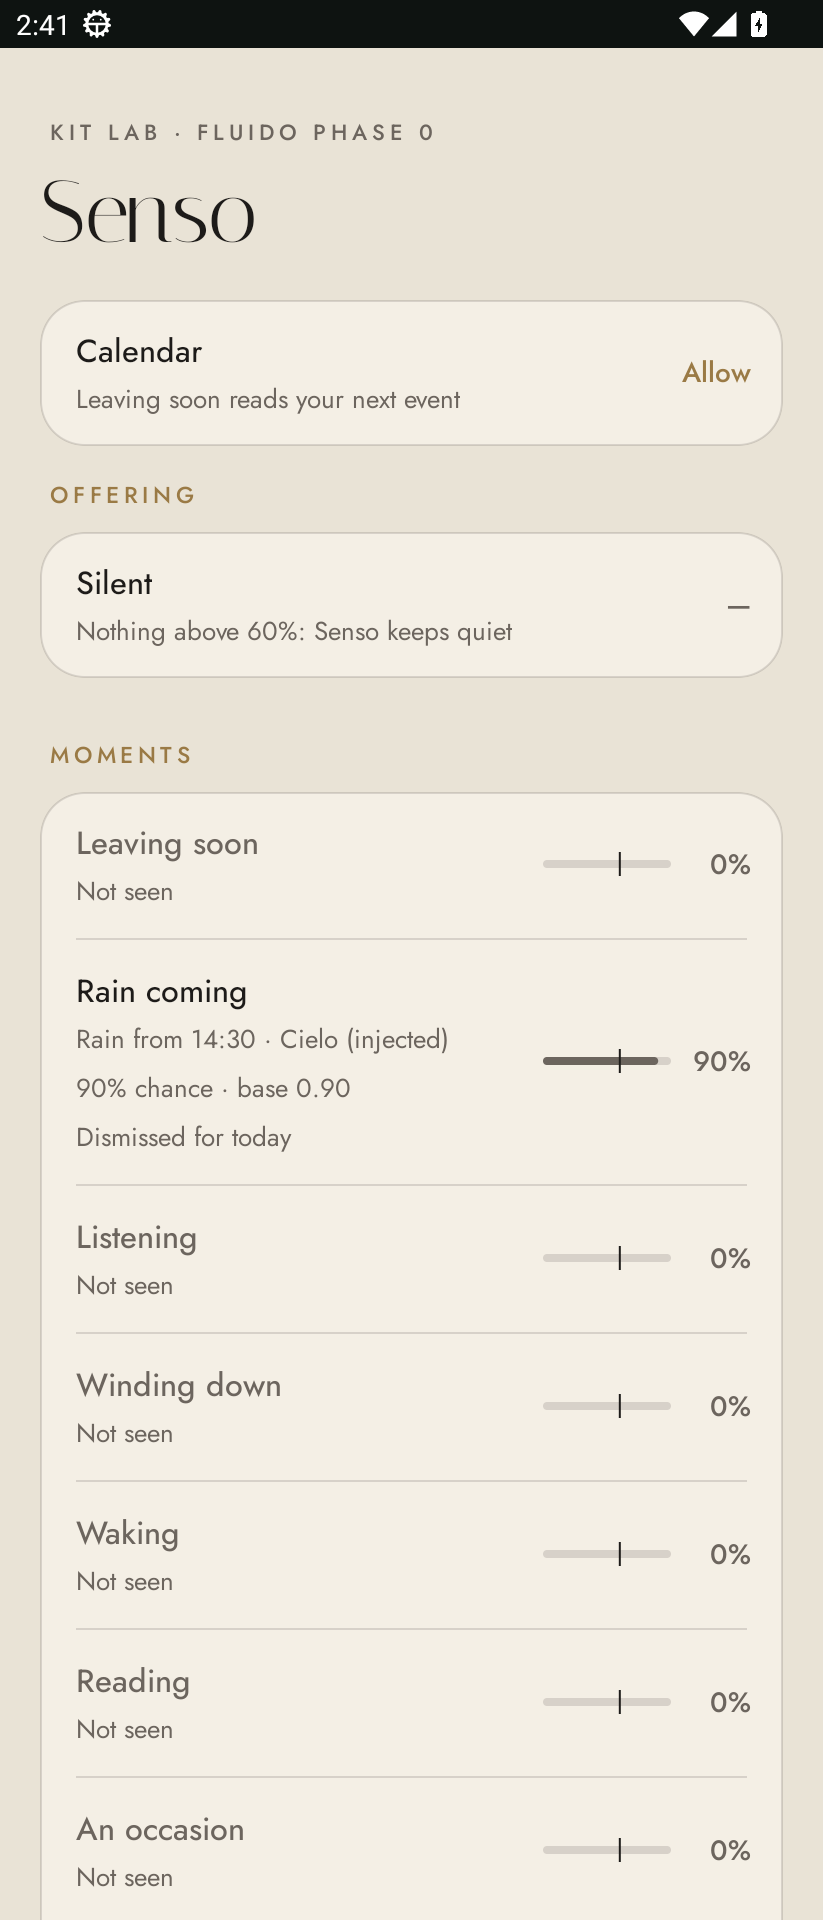 2:41
KIT LAB · FLUIDO PHASE 0
Senso
Calendar
Leaving soon reads your next event
Allow
OFFERING
Silent
Nothing above 60%: Senso keeps quiet
—
MOMENTS
Leaving soon
Not seen
0%
Rain coming
Rain from 14:30 · Cielo (injected)
90% chance · base 0.90
Dismissed for today
90%
Listening
Not seen
0%
Winding down
Not seen
0%
Waking
Not seen
0%
Reading
Not seen
0%
An occasion
Not seen
0%